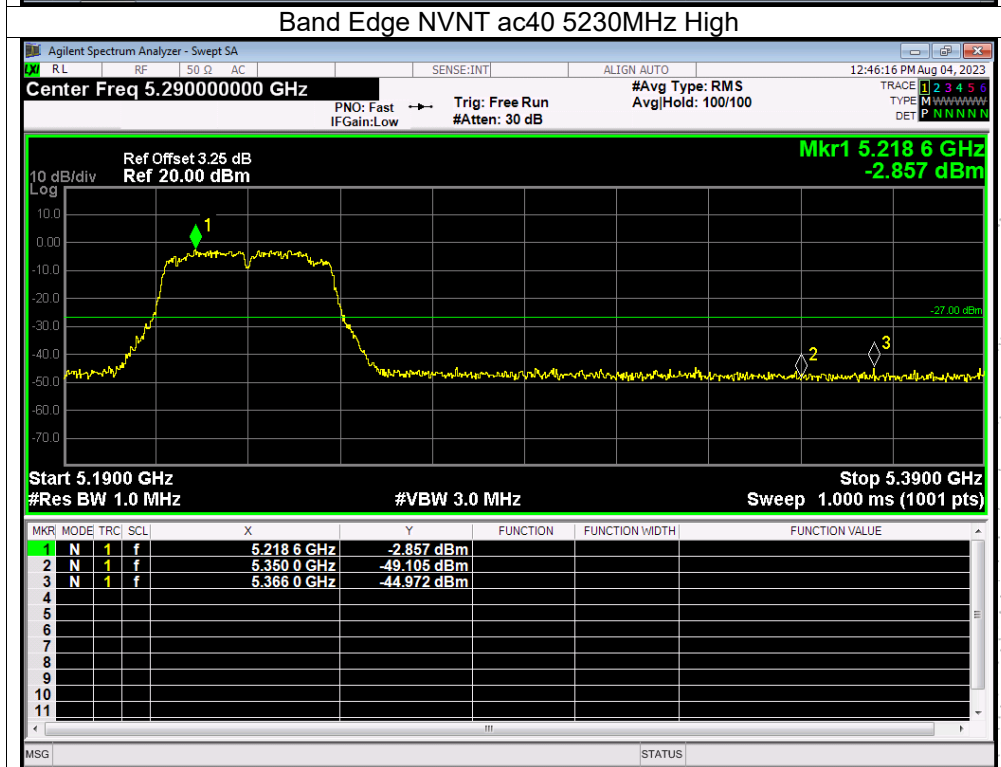 Band Edge NVNT ac40 5230MHz High
Agilent Spectrum Analyzer - Swept SA
LXI RL RF 50 Ω AC SENSE:INT ALIGN AUTO 12:46:16 PM Aug 04, 2023
Center Freq 5.290000000 GHz
PNO: Fast
IFGain:Low
Trig: Free Run
#Atten: 30 dB
#Avg Type: RMS
Avg|Hold: 100/100
TRACE 1 2 3 4 5 6
TYPE M WWWWW
DET P N N N N N
Mkr1 5.218 6 GHz
-2.857 dBm
Ref Offset 3.25 dB
10 dB/div Ref 20.00 dBm
Log
10.0
0.00
-10.0
-20.0
-30.0
-40.0
-50.0
-60.0
-70.0
1
-27.00 dBm
2
3
Start 5.1900 GHz Stop 5.3900 GHz
#Res BW 1.0 MHz #VBW 3.0 MHz Sweep 1.000 ms (1001 pts)
MKR MODE TRC SCL X Y FUNCTION FUNCTION WIDTH FUNCTION VALUE
1 N 1 f 5.218 6 GHz -2.857 dBm
2 N 1 f 5.350 0 GHz -49.105 dBm
3 N 1 f 5.366 0 GHz -44.972 dBm
4
5
6
7
8
9
10
11
MSG STATUS